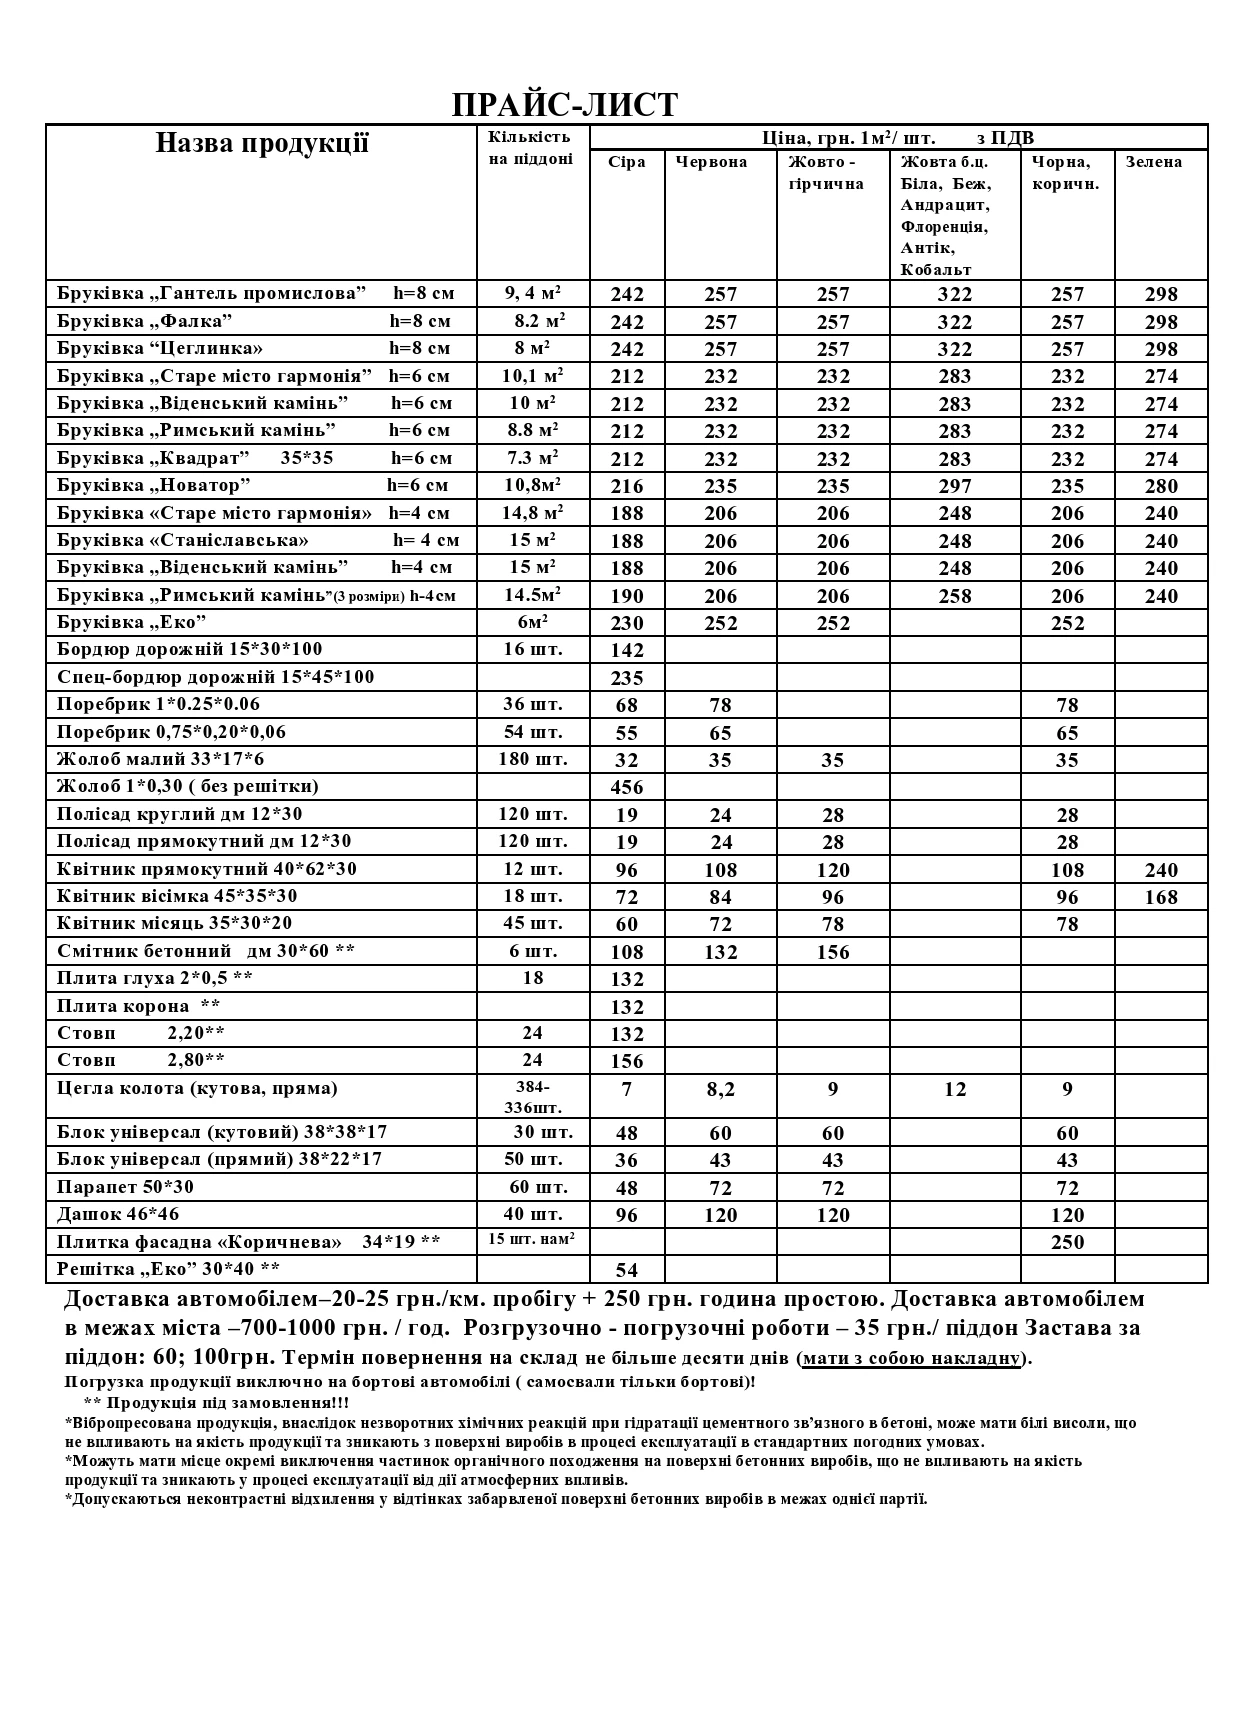 ПРАЙС-ЛИСТ
Назва продукції Кількість на піддоні Ціна, грн. 1м²/ шт. з ПДВ
Сіра Червона Жовто - гірчична Жовта б.ц. Біла, Беж, Андрацит, Флоренція, Антік, Кобальт Чорна, коричн. Зелена
Бруківка ,,Гантель промислова” h=8 см 9, 4 м² 242 257 257 322 257 298
Бруківка ,,Фалка” h=8 см 8.2 м² 242 257 257 322 257 298
Бруківка “Цеглинка» h=8 см 8 м² 242 257 257 322 257 298
Бруківка ,,Старе місто гармонія” h=6 см 10,1 м² 212 232 232 283 232 274
Бруківка ,,Віденський камінь” h=6 см 10 м² 212 232 232 283 232 274
Бруківка ,,Римський камінь” h=6 см 8.8 м² 212 232 232 283 232 274
Бруківка ,,Квадрат” 35*35 h=6 см 7.3 м² 212 232 232 283 232 274
Бруківка ,,Новатор” h=6 см 10,8м² 216 235 235 297 235 280
Бруківка «Старе місто гармонія» h=4 см 14,8 м² 188 206 206 248 206 240
Бруківка «Станіславська» h= 4 см 15 м² 188 206 206 248 206 240
Бруківка ,,Віденський камінь” h=4 см 15 м² 188 206 206 248 206 240
Бруківка ,,Римський камінь”(3 розміри) h-4см 14.5м² 190 206 206 258 206 240
Бруківка ,,Еко” 6м² 230 252 252 252
Бордюр дорожній 15*30*100 16 шт. 142
Спец-бордюр дорожній 15*45*100 235
Поребрик 1*0.25*0.06 36 шт. 68 78 78
Поребрик 0,75*0,20*0,06 54 шт. 55 65 65
Жолоб малий 33*17*6 180 шт. 32 35 35 35
Жолоб 1*0,30 ( без решітки) 456
Полісад круглий дм 12*30 120 шт. 19 24 28 28
Полісад прямокутний дм 12*30 120 шт. 19 24 28 28
Квітник прямокутний 40*62*30 12 шт. 96 108 120 108 240
Квітник вісімка 45*35*30 18 шт. 72 84 96 96 168
Квітник місяць 35*30*20 45 шт. 60 72 78 78
Смітник бетонний дм 30*60 ** 6 шт. 108 132 156
Плита глуха 2*0,5 ** 18 132
Плита корона ** 132
Стовп 2,20** 24 132
Стовп 2,80** 24 156
Цегла колота (кутова, пряма) 384-336шт. 7 8,2 9 12 9
Блок універсал (кутовий) 38*38*17 30 шт. 48 60 60 60
Блок універсал (прямий) 38*22*17 50 шт. 36 43 43 43
Парапет 50*30 60 шт. 48 72 72 72
Дашок 46*46 40 шт. 96 120 120 120
Плитка фасадна «Коричнева» 34*19 ** 15 шт. нам² 250
Решітка ,,Еко” 30*40 ** 54
Доставка автомобілем–20-25 грн./км. пробігу + 250 грн. година простою. Доставка автомобілем
в межах міста –700-1000 грн. / год. Розгрузочно - погрузочні роботи – 35 грн./ піддон Застава за
піддон: 60; 100грн. Термін повернення на склад не більше десяти днів (мати з собою накладну).
Погрузка продукції виключно на бортові автомобілі ( самосвали тільки бортові)!
** Продукція під замовлення!!!
*Вібропресована продукція, внаслідок незворотних хімічних реакцій при гідратації цементного зв’язного в бетоні, може мати білі висоли, що
не впливають на якість продукції та зникають з поверхні виробів в процесі експлуатації в стандартних погодних умовах.
*Можуть мати місце окремі виключення частинок органічного походження на поверхні бетонних виробів, що не впливають на якість
продукції та зникають у процесі експлуатації від дії атмосферних впливів.
*Допускаються неконтрастні відхилення у відтінках забарвленої поверхні бетонних виробів в межах однієї партії.